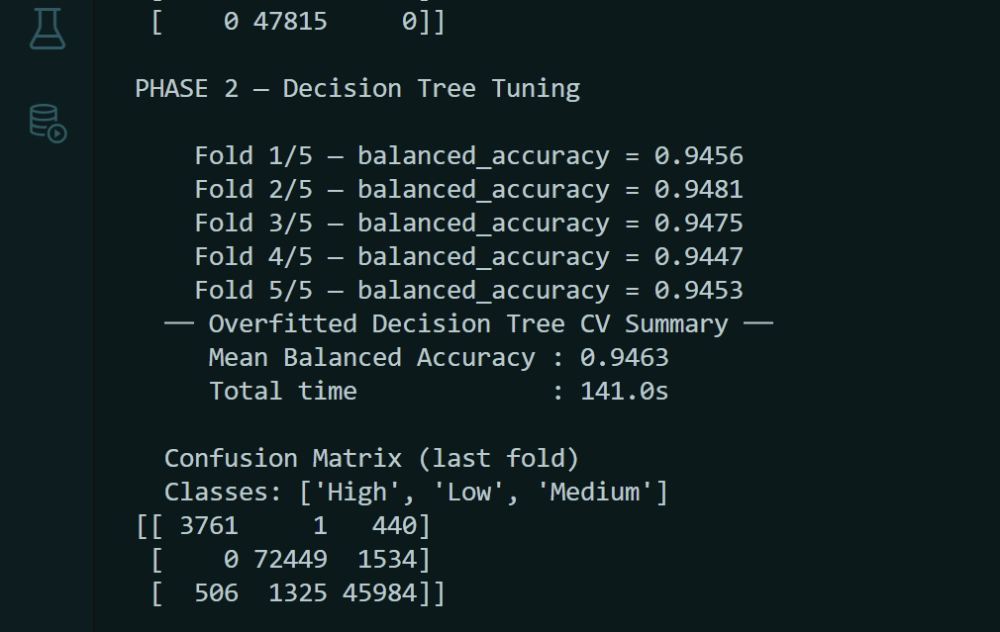 [     0 47815     0]]
PHASE 2 — Decision Tree Tuning
Fold 1/5 — balanced_accuracy = 0.9456
Fold 2/5 — balanced_accuracy = 0.9481
Fold 3/5 — balanced_accuracy = 0.9475
Fold 4/5 — balanced_accuracy = 0.9447
Fold 5/5 — balanced_accuracy = 0.9453
── Overfitted Decision Tree CV Summary ──
Mean Balanced Accuracy : 0.9463
Total time             : 141.0s
Confusion Matrix (last fold)
Classes: ['High', 'Low', 'Medium']
[[ 3761     1   440]
[     0 72449  1534]
[   506  1325 45984]]